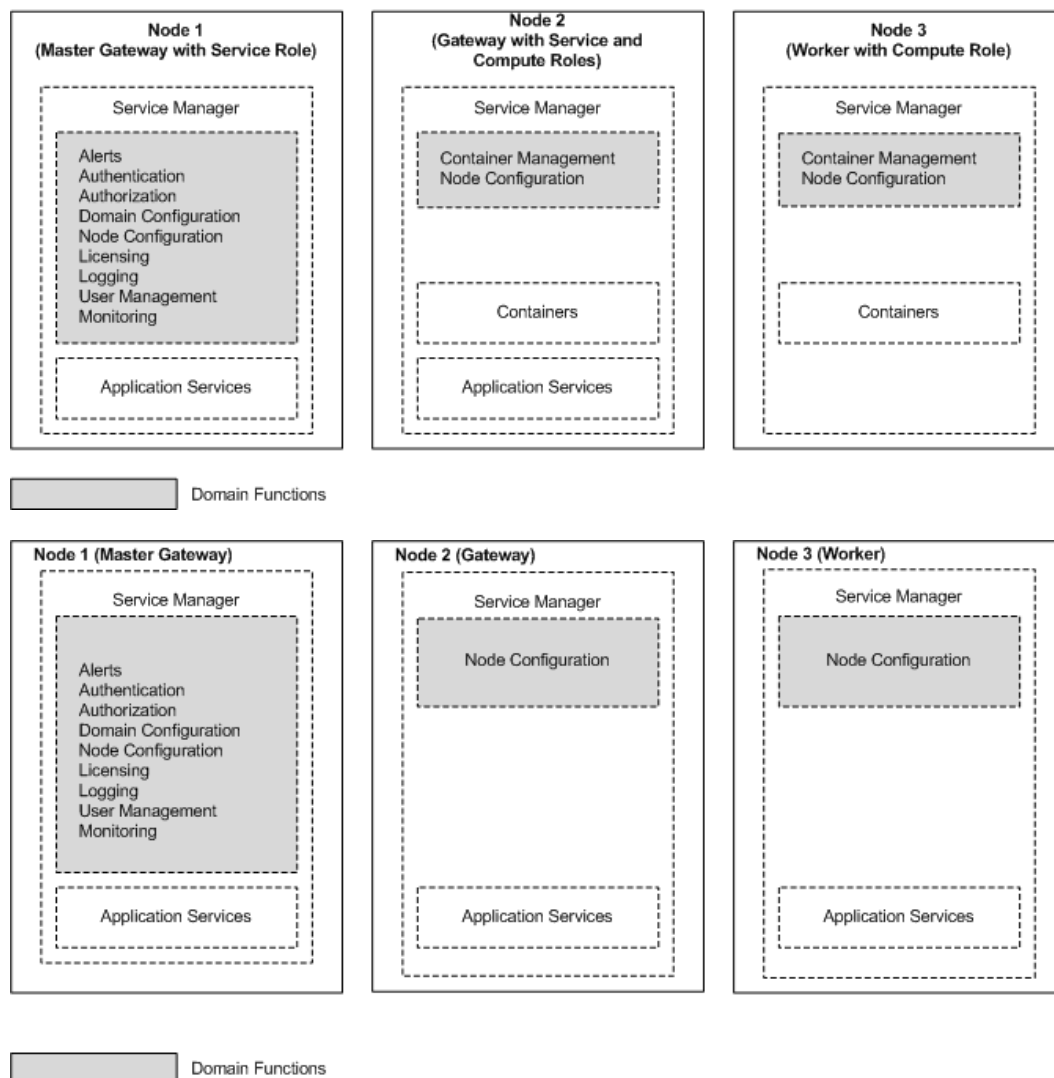 Node 1
(Master Gateway with Service Role)
Service Manager
Alerts
Authentication
Authorization
Domain Configuration
Node Configuration
Licensing
Logging
User Management
Monitoring
Application Services
Node 2
(Gateway with Service and
Compute Roles)
Service Manager
Container Management
Node Configuration
Containers
Application Services
Node 3
(Worker with Compute Role)
Service Manager
Container Management
Node Configuration
Containers
Domain Functions
Node 1 (Master Gateway)
Service Manager
Alerts
Authentication
Authorization
Domain Configuration
Node Configuration
Licensing
Logging
User Management
Monitoring
Application Services
Node 2 (Gateway)
Service Manager
Node Configuration
Application Services
Node 3 (Worker)
Service Manager
Node Configuration
Application Services
Domain Functions